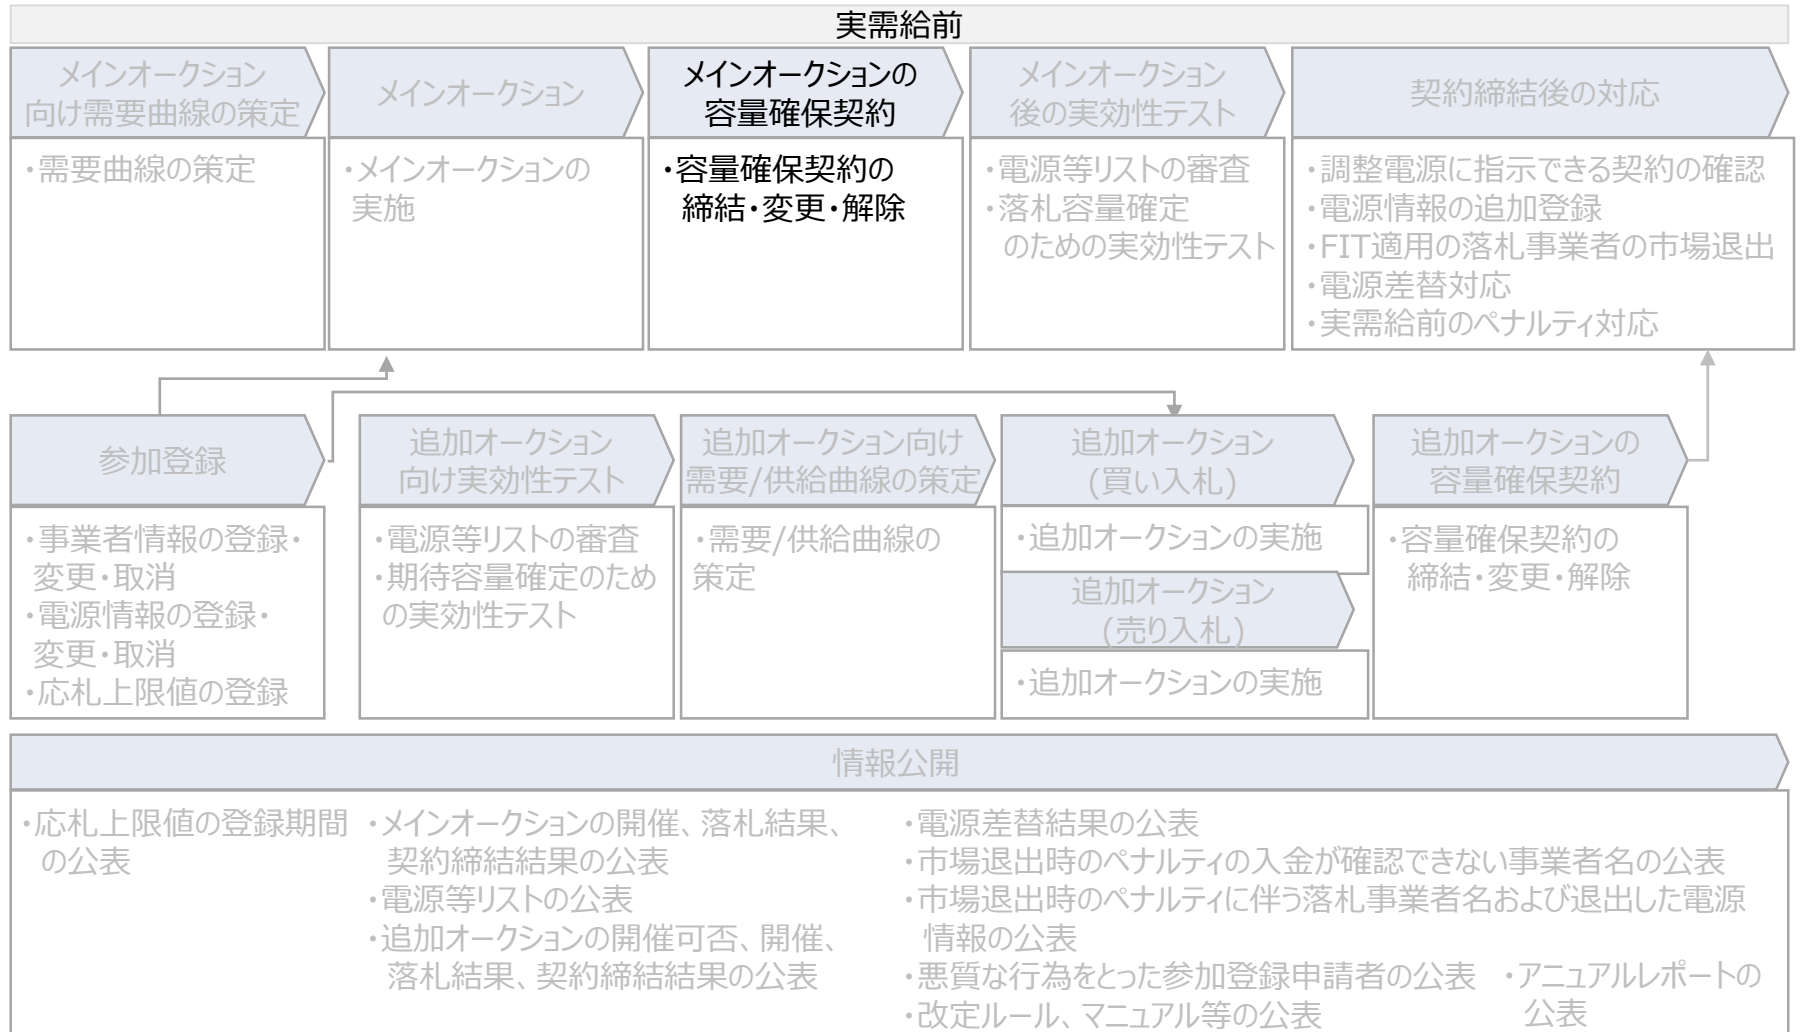 実需給前
メインオークション
向け需要曲線の策定
・需要曲線の策定
メインオークション
・メインオークションの
実施
メインオークションの
容量確保契約
・容量確保契約の
締結・変更・解除
メインオークション
後の実効性テスト
・電源等リストの審査
・落札容量確定
のための実効性テスト
契約締結後の対応
・調整電源に指示できる契約の確認
・電源情報の追加登録
・FIT適用の落札事業者の市場退出
・電源差替対応
・実需給前のペナルティ対応
参加登録
・事業者情報の登録・
変更・取消
・電源情報の登録・
変更・取消
・応札上限値の登録
追加オークション
向け実効性テスト
・電源等リストの審査
・期待容量確定のため
の実効性テスト
追加オークション向け
需要/供給曲線の策定
・需要/供給曲線の
策定
追加オークション
(買い入札)
・追加オークションの実施
追加オークション
(売り入札)
・追加オークションの実施
追加オークションの
容量確保契約
・容量確保契約の
締結・変更・解除
情報公開
・応札上限値の登録期間
の公表
・メインオークションの開催、落札結果、
契約締結結果の公表
・電源等リストの公表
・追加オークションの開催可否、開催、
落札結果、契約締結結果の公表
・電源差替結果の公表
・市場退出時のペナルティの入金が確認できない事業者名の公表
・市場退出時のペナルティに伴う落札事業者名および退出した電源
情報の公表
・悪質な行為をとった参加登録申請者の公表
・改定ルール、マニュアル等の公表
・アニュアルレポートの
公表